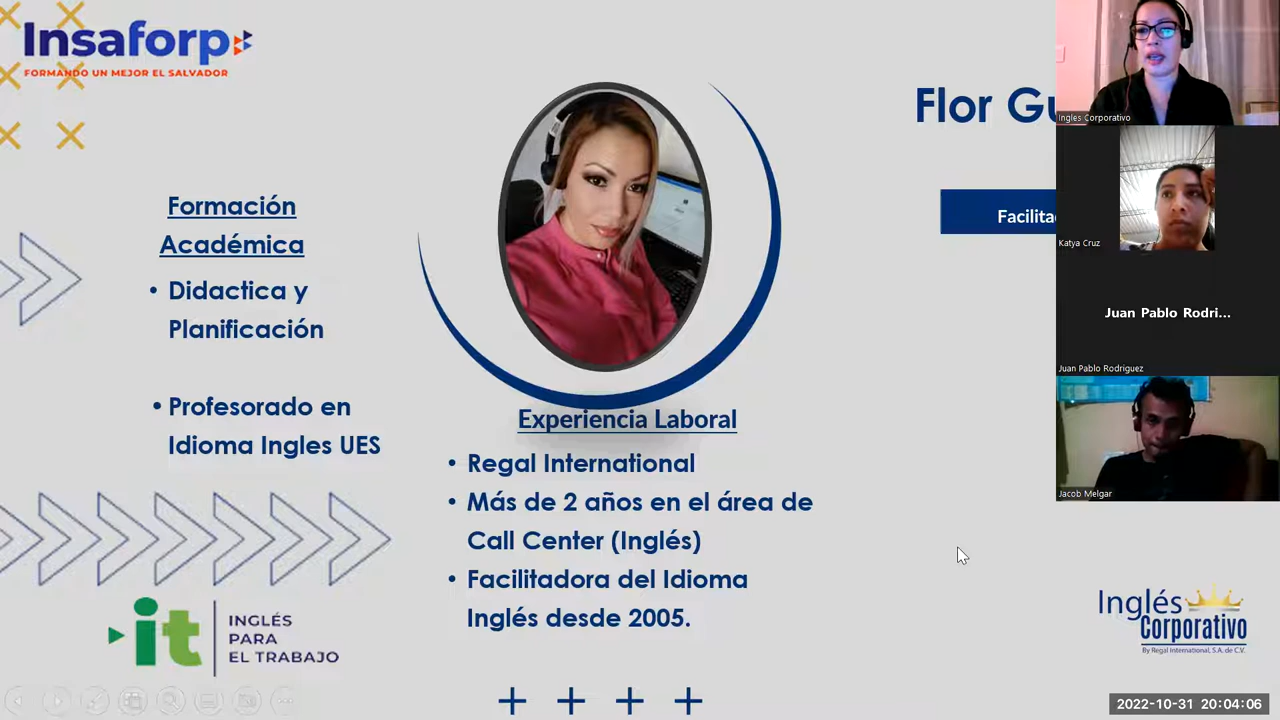 Insaforp
FORMANDO UN MEJOR EL SALVADOR
Formación
Académica
• Didactica y
Planificación
• Profesorado en
Idioma Ingles UES
Flor Gu
Facilita
Experiencia Laboral
• Regal International
• Más de 2 años en el área de
Call Center (Inglés)
• Facilitadora del Idioma
Inglés desde 2005.
it
INGLÉS
PARA
EL TRABAJO
Ingles Corporativo
Katya Cruz
Juan Pablo Rodri...
Juan Pablo Rodriguez
Jacob Melgar
Inglés
Corporativo
By Regal International, S.A. de C.V.
2022-10-31 20:04:06